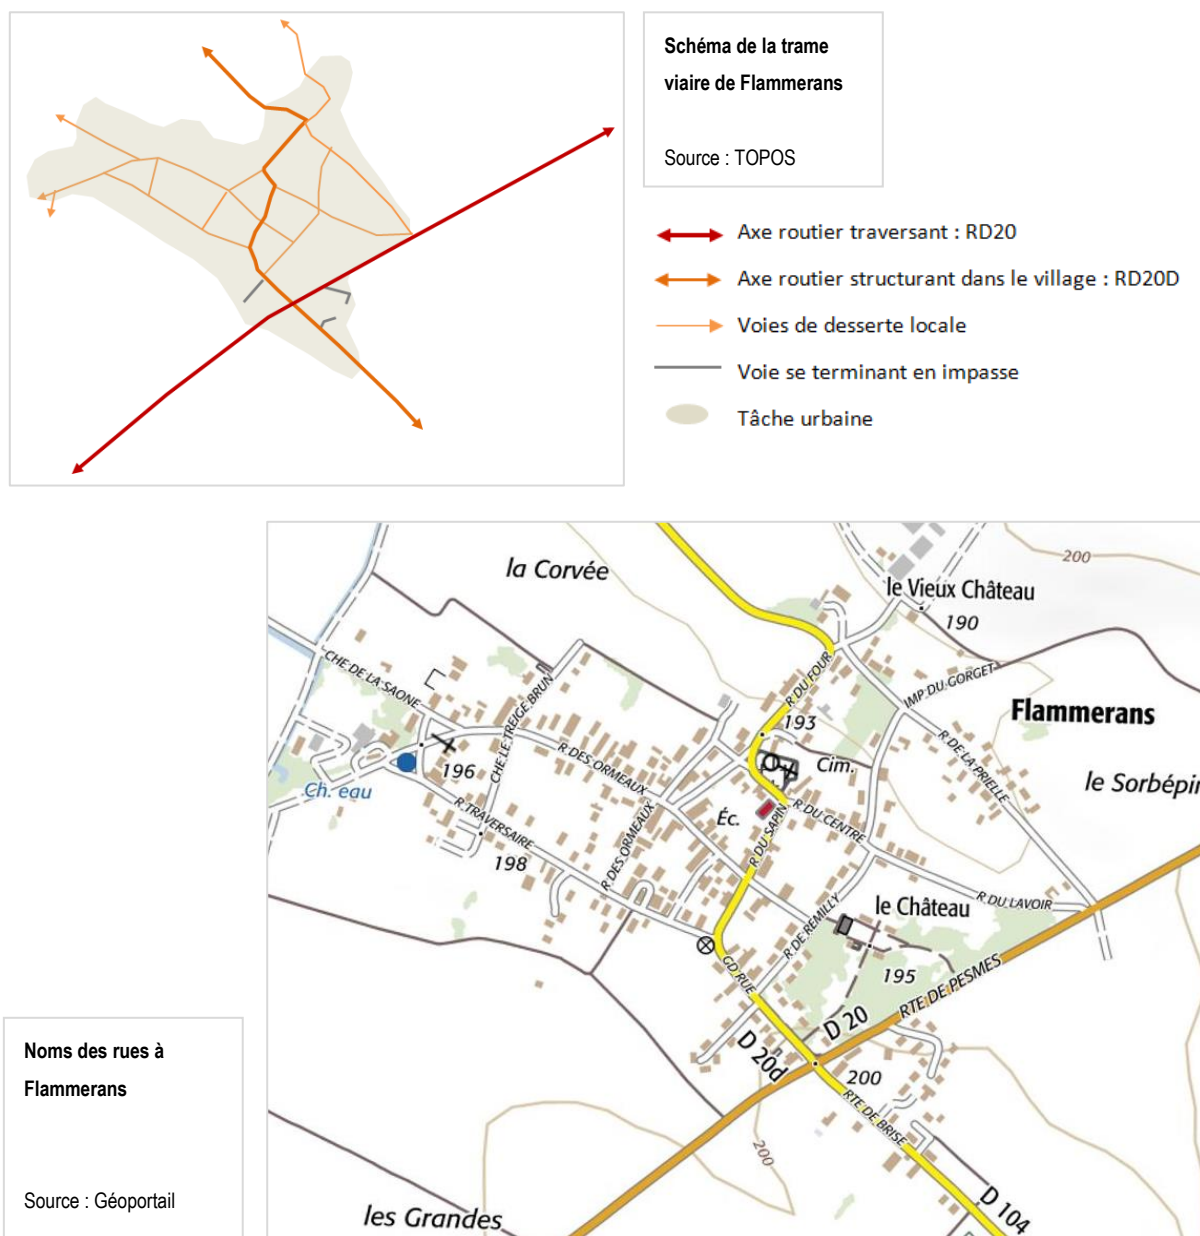 Schéma de la trame
viaire de Flammerans
Source : TOPOS
Axe routier traversant : RD20
Axe routier structurant dans le village : RD20D
Voies de desserte locale
Voie se terminant en impasse
Tâche urbaine
la Corvée
200
le Vieux Château
190
CHE DE LA SAONE
R DU FOUR
IMP DU GORGET
Flammerans
CHE LE TREIGE BRUN
193
R DE LA PRIELLE
R DES ORMEAUX
Cim.
196
le Sorbépin
Ch. eau
R TRAVERSAIRE
Éc.
R DU SAPIN
R DU CENTRE
198
R DES ORMEAUX
R DE REMILLY
le Château
R DU LAVOIR
GD RUE
195
RTE DE PESMES
D 20
D 20d
200
RTE DE BRISE
200
D 104
les Grandes
Noms des rues à
Flammerans
Source : Géoportail